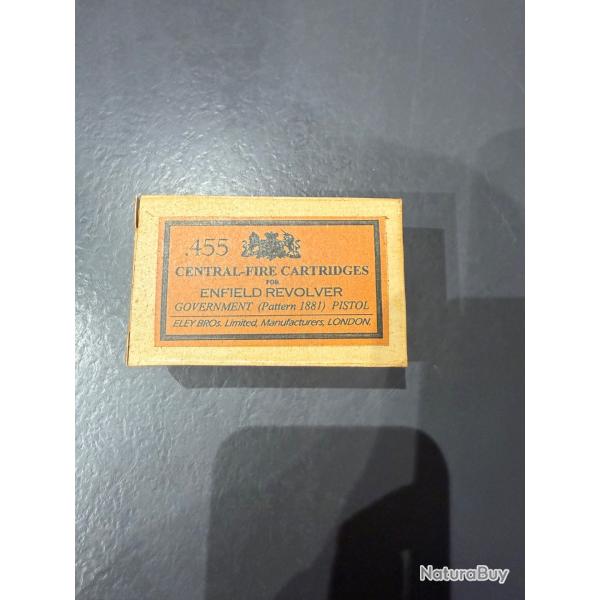 .455
CENTRAL-FIRE CARTRIDGES
FOR
ENFIELD REVOLVER
GOVERNMENT (Pattern 1881) PISTOL
ELEY BROs. Limited, Manufacturers, LONDON.
NaturaBuy